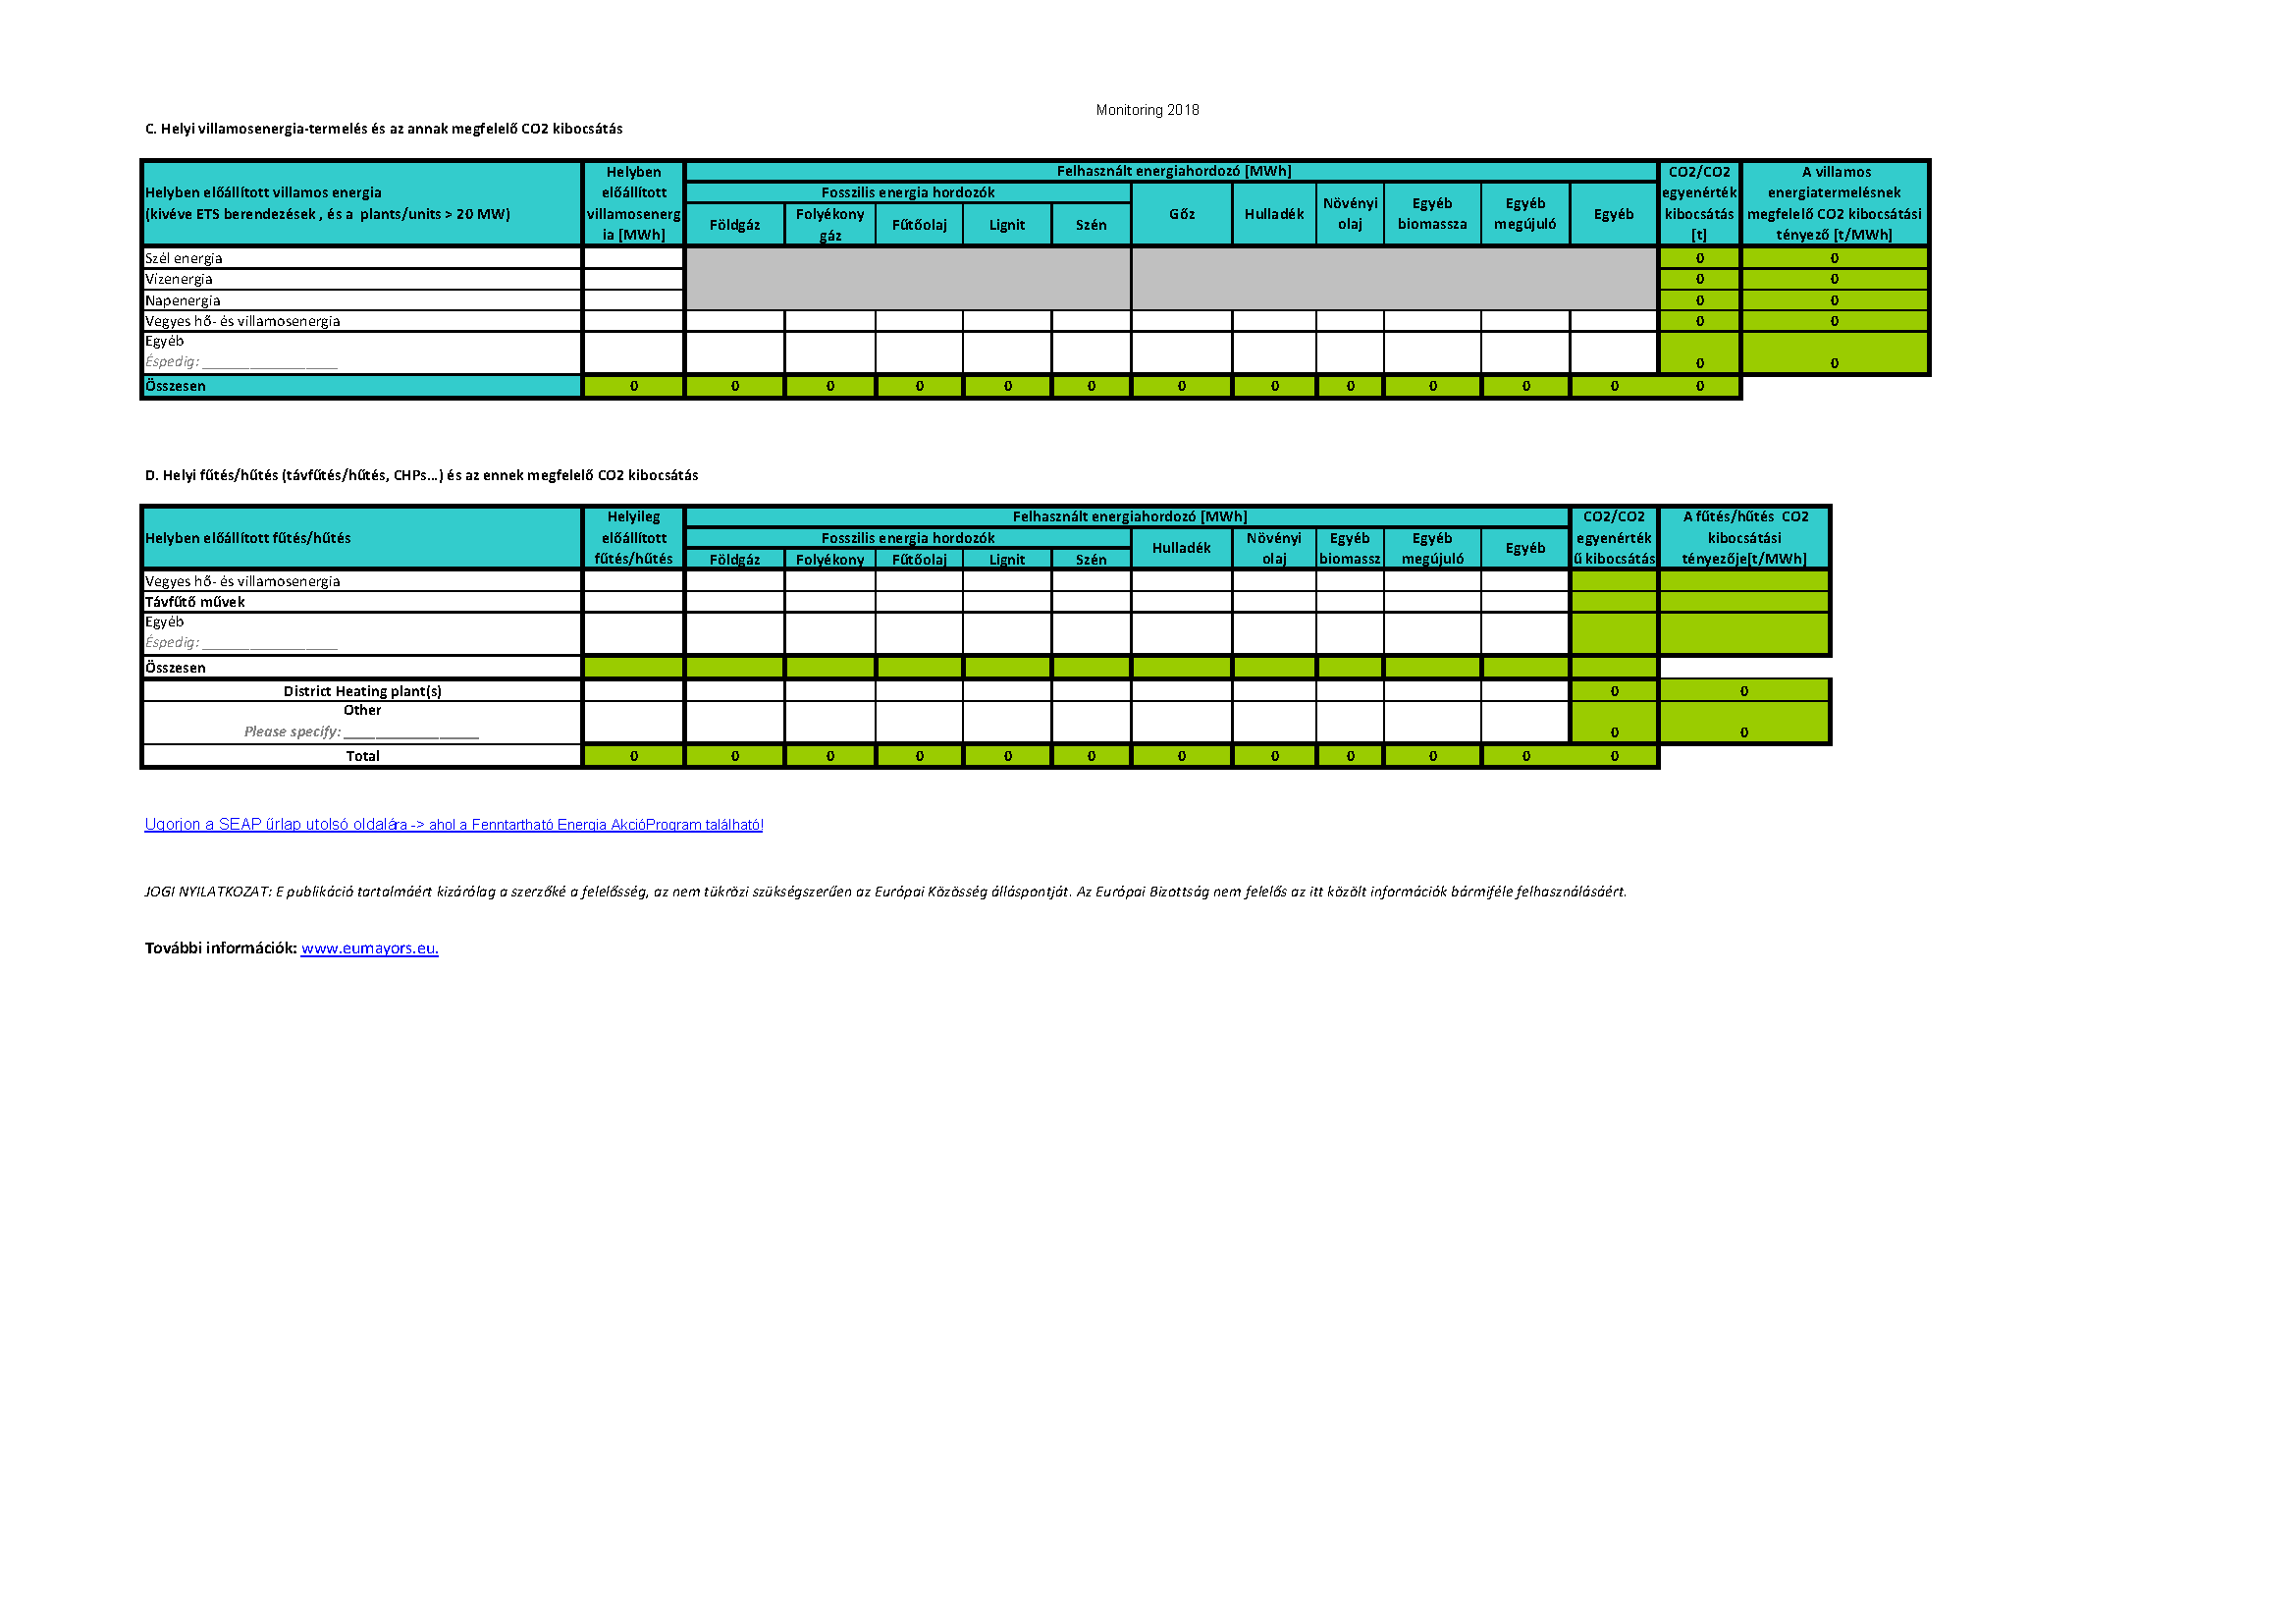 Monitoring 2018
C. Helyi villamosenergia-termelés és az annak megfelelő CO2 kibocsátás
Helyben előállított villamos energia
(kivéve ETS berendezések , és a plants/units > 20 MW)
Helyben
előállított
villamosenerg
ia [MWh]
Felhasznált energiahordozó [MWh]
Fosszilis energia hordozók
Földgáz
Folyékony
gáz
Fűtőolaj
Lignit
Szén
Gőz
Hulladék
Növényi
olaj
Egyéb
biomassza
Egyéb
megújuló
Egyéb
CO2/CO2
egyenérték
kibocsátás
[t]
A villamos
energiatermelésnek
megfelelő CO2 kibocsátási
tényező [t/MWh]
Szél energia 0 0
Vízenergia 0 0
Napenergia 0 0
Vegyes hő- és villamosenergia 0 0
Egyéb
Éspedig: _________________ 0 0
Összesen 0 0 0 0 0 0 0 0 0 0 0 0 0
D. Helyi fűtés/hűtés (távfűtés/hűtés, CHPs...) és az ennek megfelelő CO2 kibocsátás
Helyben előállított fűtés/hűtés
Helyileg
előállított
fűtés/hűtés
Felhasznált energiahordozó [MWh]
Fosszilis energia hordozók
Földgáz
Folyékony
Fűtőolaj
Lignit
Szén
Hulladék
Növényi
olaj
Egyéb
biomassz
Egyéb
megújuló
Egyéb
CO2/CO2
egyenérték
ű kibocsátás
A fűtés/hűtés CO2
kibocsátási
tényezője[t/MWh]
Vegyes hő- és villamosenergia
Távfűtő művek
Egyéb
Éspedig: _________________
Összesen
District Heating plant(s) 0 0
Other
Please specify: _________________ 0 0
Total 0 0 0 0 0 0 0 0 0 0 0 0
Ugorjon a SEAP űrlap utolsó oldalára -> ahol a Fenntartható Energia AkcióProgram található!
JOGI NYILATKOZAT: E publikáció tartalmáért kizárólag a szerzőké a felelősség, az nem tükrözi szükségszerűen az Európai Közösség álláspontját. Az Európai Bizottság nem felelős az itt közölt információk bármiféle felhasználásáért.
További információk: www.eumayors.eu.